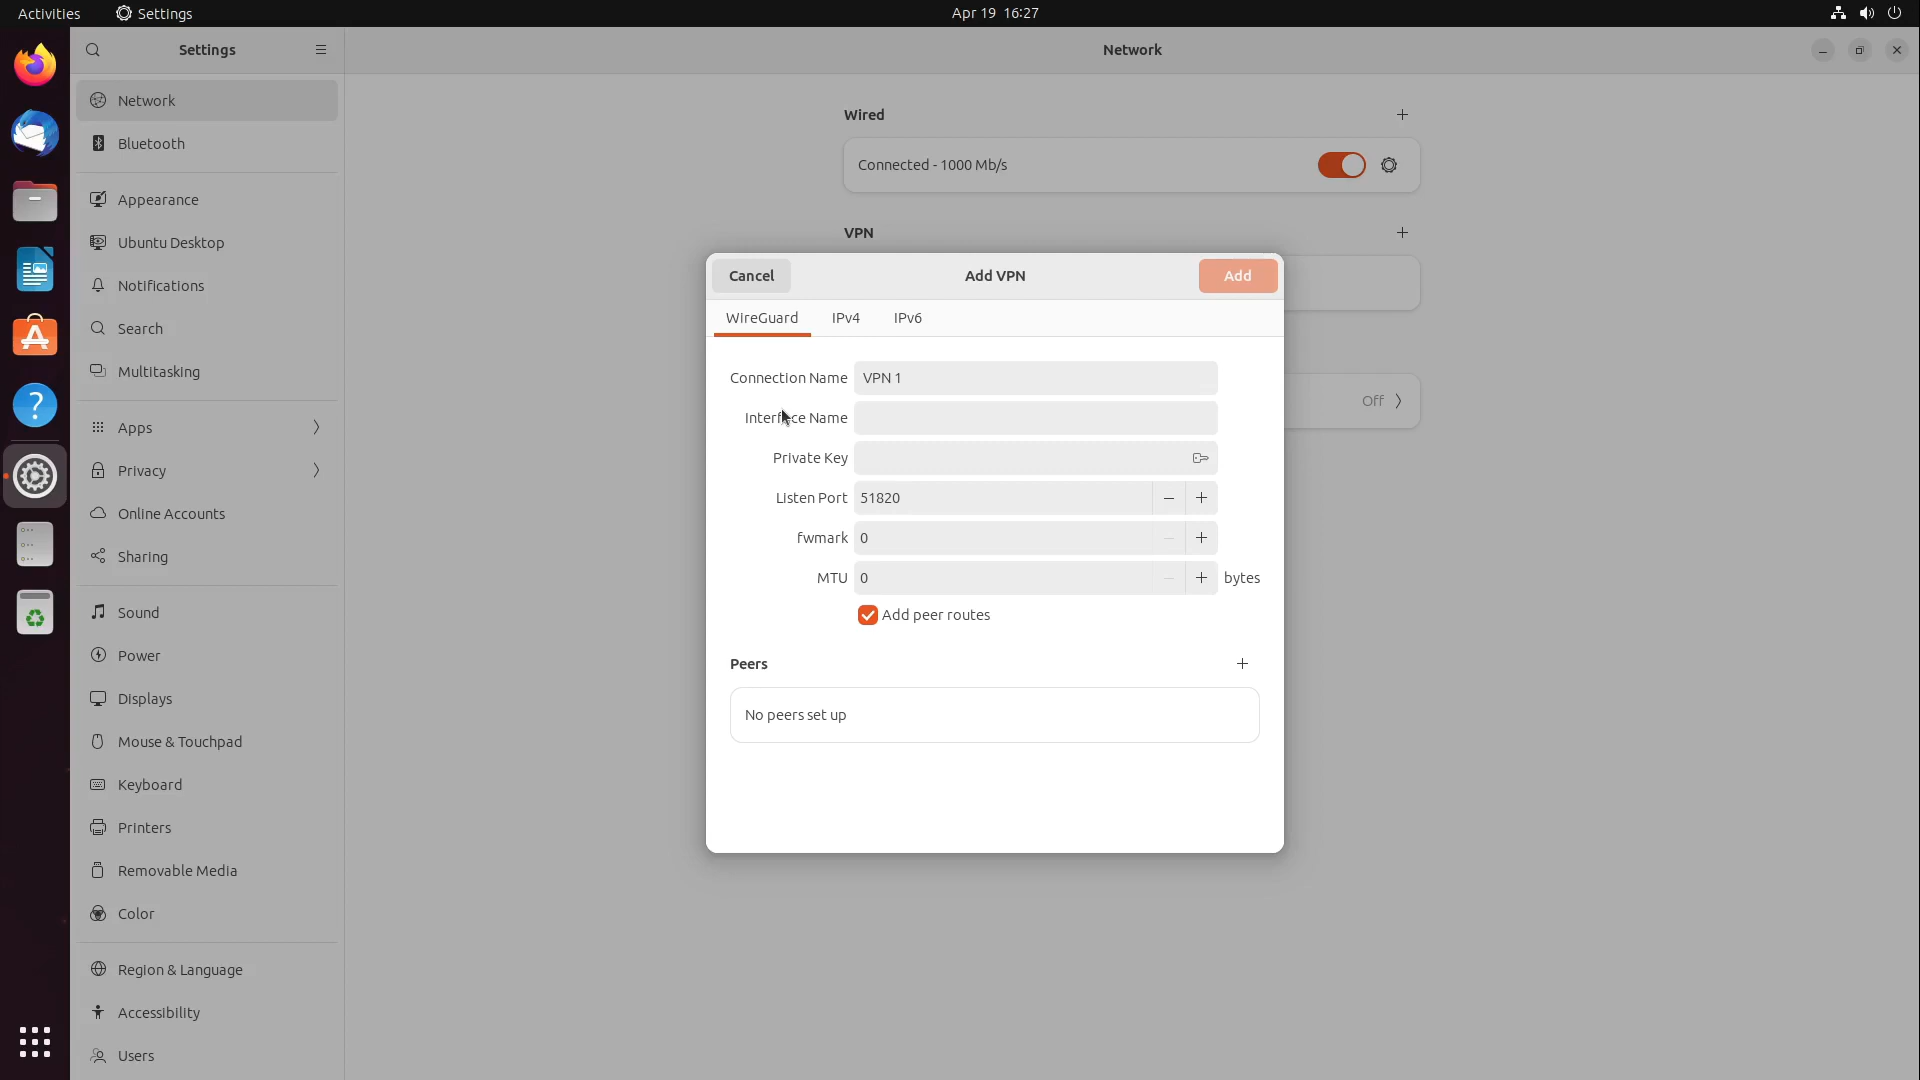 Activities
Settings
Apr 19 16:27
Settings
Network
Network
Bluetooth
Appearance
Ubuntu Desktop
Notifications
Search
Multitasking
Apps
Privacy
Online Accounts
Sharing
Sound
Power
Displays
Mouse & Touchpad
Keyboard
Printers
Removable Media
Color
Region & Language
Accessibility
Users
Wired
Connected - 1000 Mb/s
VPN
Off
Cancel
Add VPN
Add
WireGuard
IPv4
IPv6
Connection Name VPN 1
Interface Name
Private Key
Listen Port 51820
fwmark 0
MTU 0 bytes
Add peer routes
Peers
No peers set up